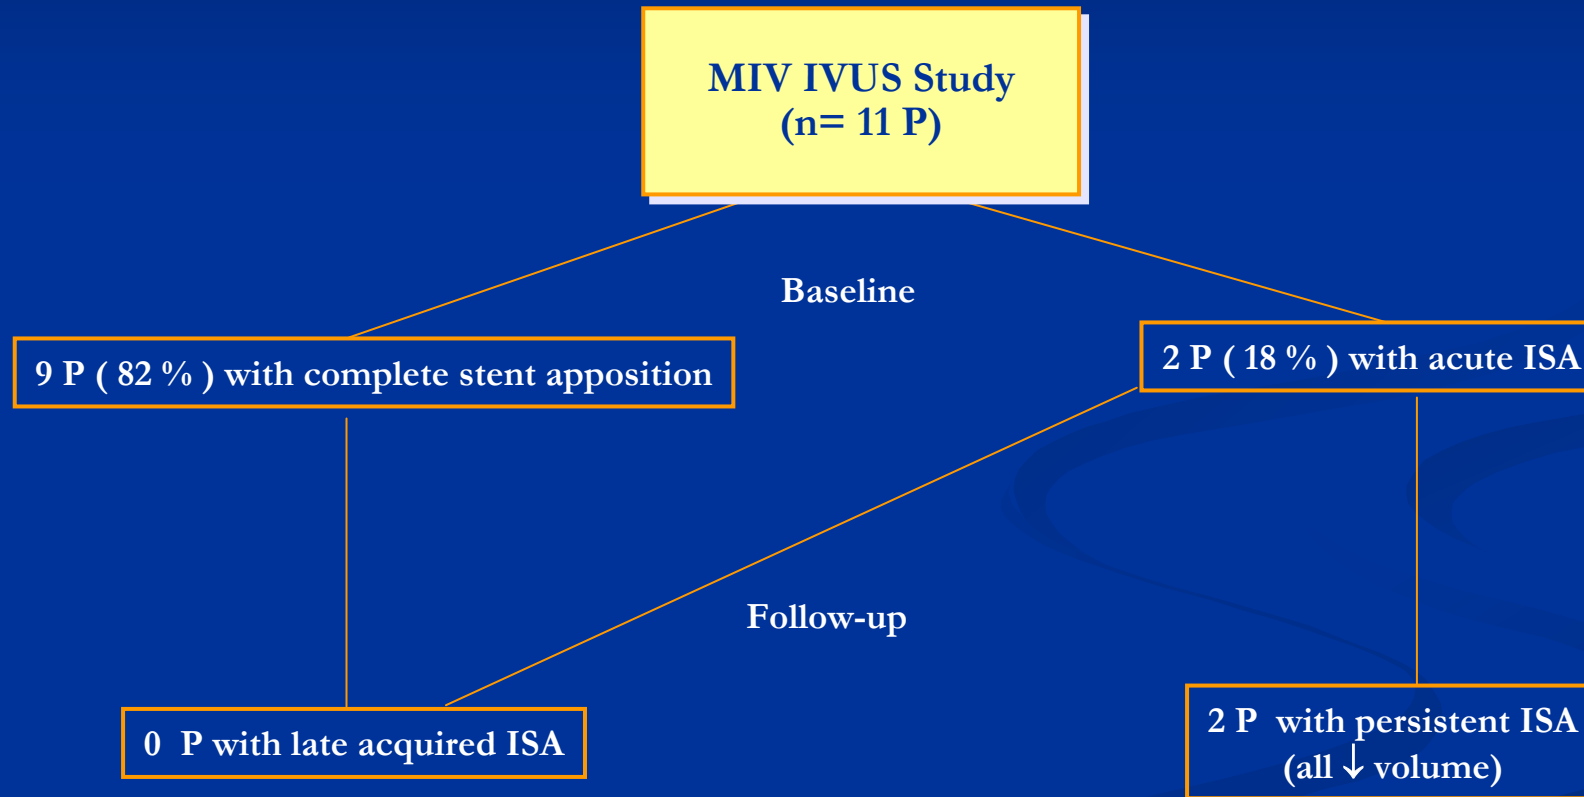 MIV IVUS Study
(n= 11 P)
Baseline
9 P ( 82 % ) with complete stent apposition
2 P ( 18 % ) with acute ISA
Follow-up
0 P with late acquired ISA
2 P with persistent ISA
(all ↓ volume)